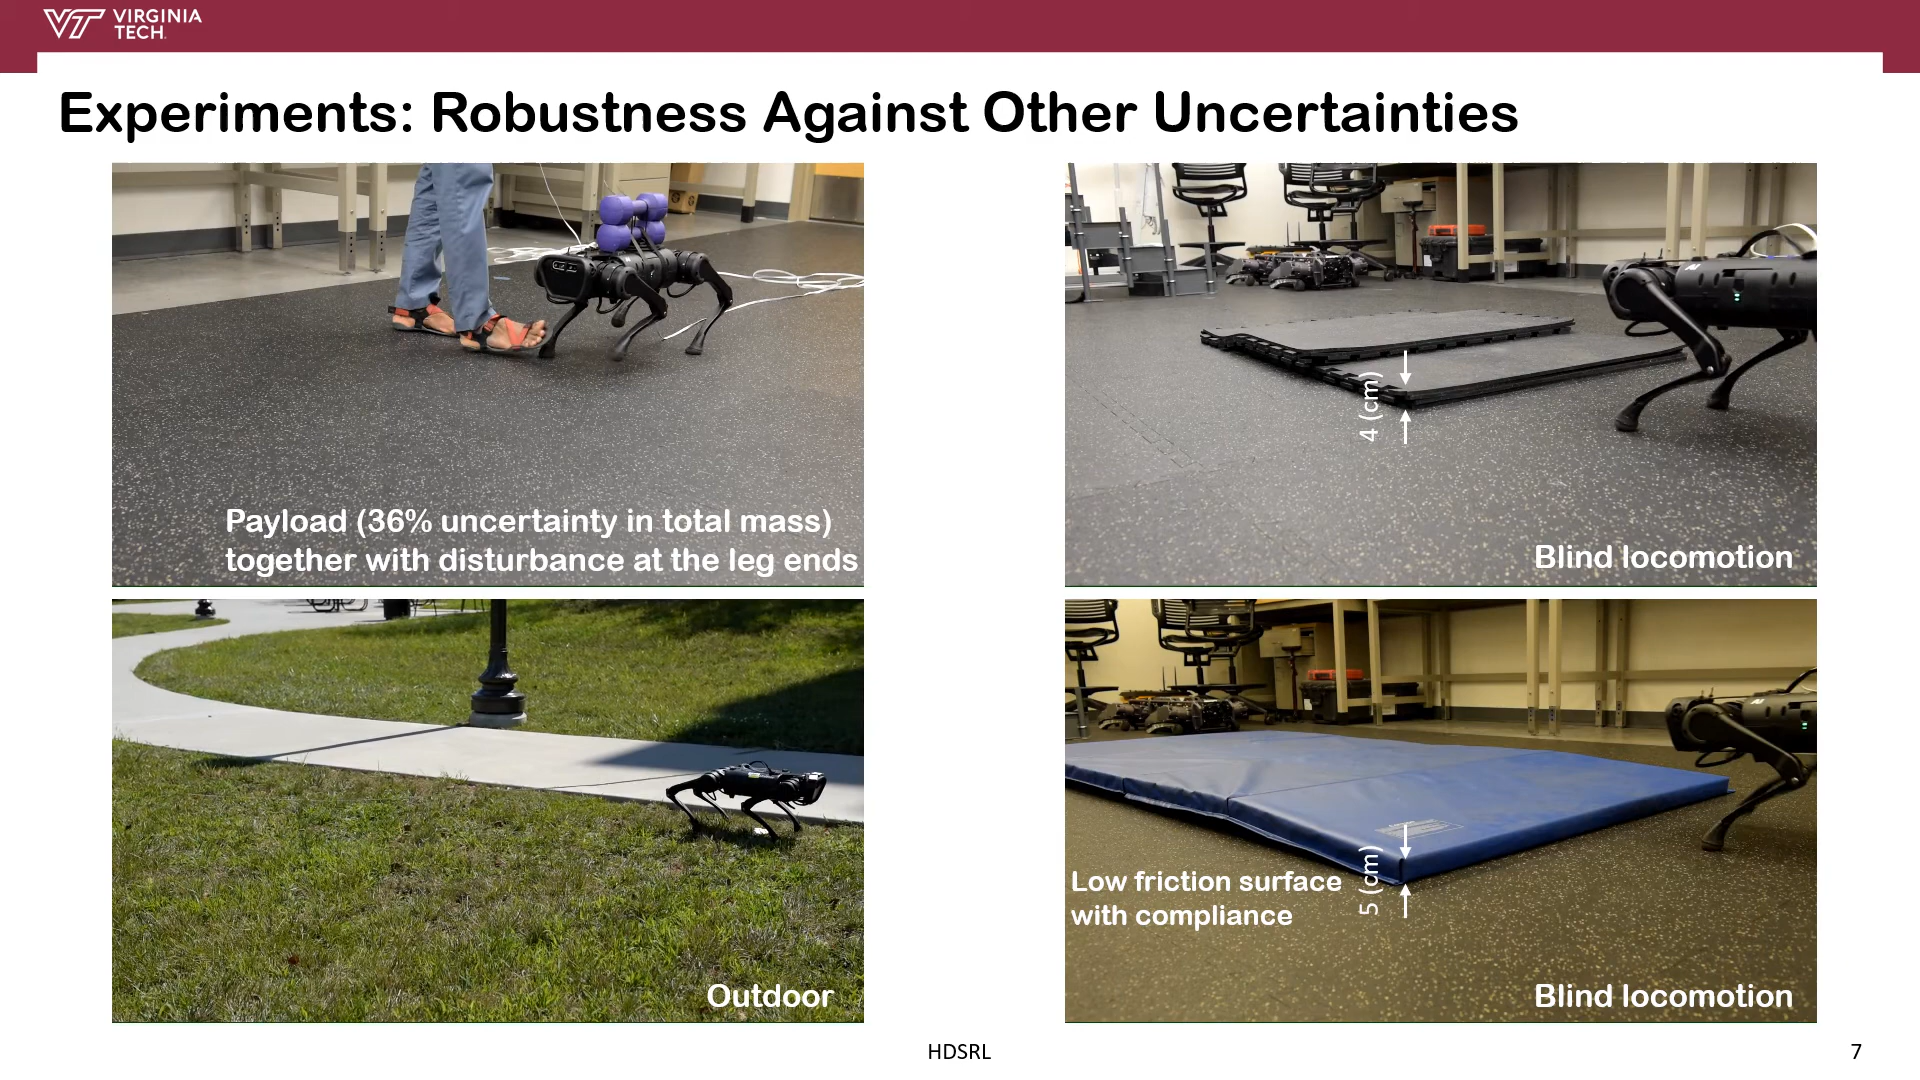 VIRGINIA
TECH.
Experiments: Robustness Against Other Uncertainties
Payload (36% uncertainty in total mass)
together with disturbance at the leg ends
4 (cm)
Blind locomotion
Outdoor
Low friction surface
with compliance
5 (cm)
Blind locomotion
HDSRL
7